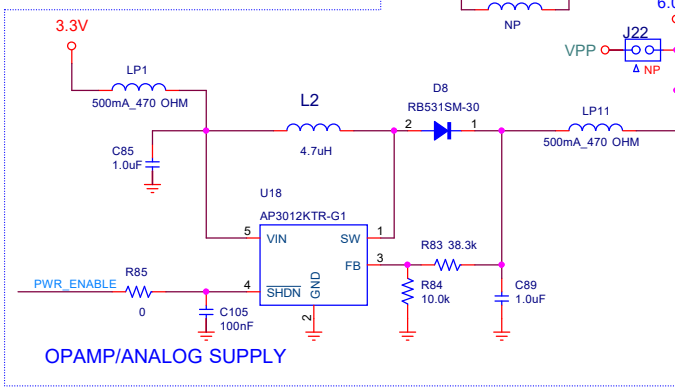 6.0
3.3V
NP
J22
VPP
NP
LP1
500mA_470 OHM
L2
4.7uH
D8
RB531SM-30
2
1
LP11
500mA_470 OHM
C85
1.0uF
U18
AP3012KTR-G1
5
VIN
SW
1
FB
3
R83 38.3k
R84
10.0k
C89
1.0uF
PWR_ENABLE
R85
0
4
SHDN
GND
2
C105
100nF
OPAMP/ANALOG SUPPLY